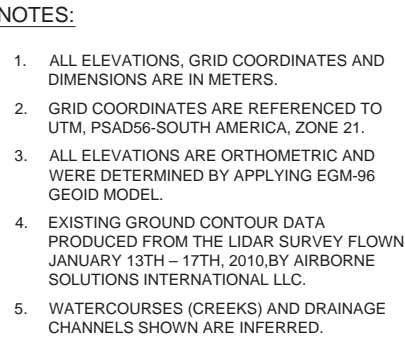 NOTES:
1. ALL ELEVATIONS, GRID COORDINATES AND
DIMENSIONS ARE IN METERS.
2. GRID COORDINATES ARE REFERENCED TO
UTM, PSAD56-SOUTH AMERICA, ZONE 21.
3. ALL ELEVATIONS ARE ORTHOMETRIC AND
WERE DETERMINED BY APPLYING EGM-96
GEOID MODEL.
4. EXISTING GROUND CONTOUR DATA
PRODUCED FROM THE LIDAR SURVEY FLOWN
JANUARY 13TH – 17TH, 2010,BY AIRBORNE
SOLUTIONS INTERNATIONAL LLC.
5. WATERCOURSES (CREEKS) AND DRAINAGE
CHANNELS SHOWN ARE INFERRED.